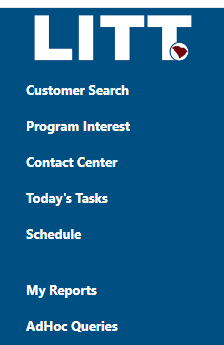 LITT
Customer Search
Program Interest
Contact Center
Today's Tasks
Schedule
My Reports
AdHoc Queries